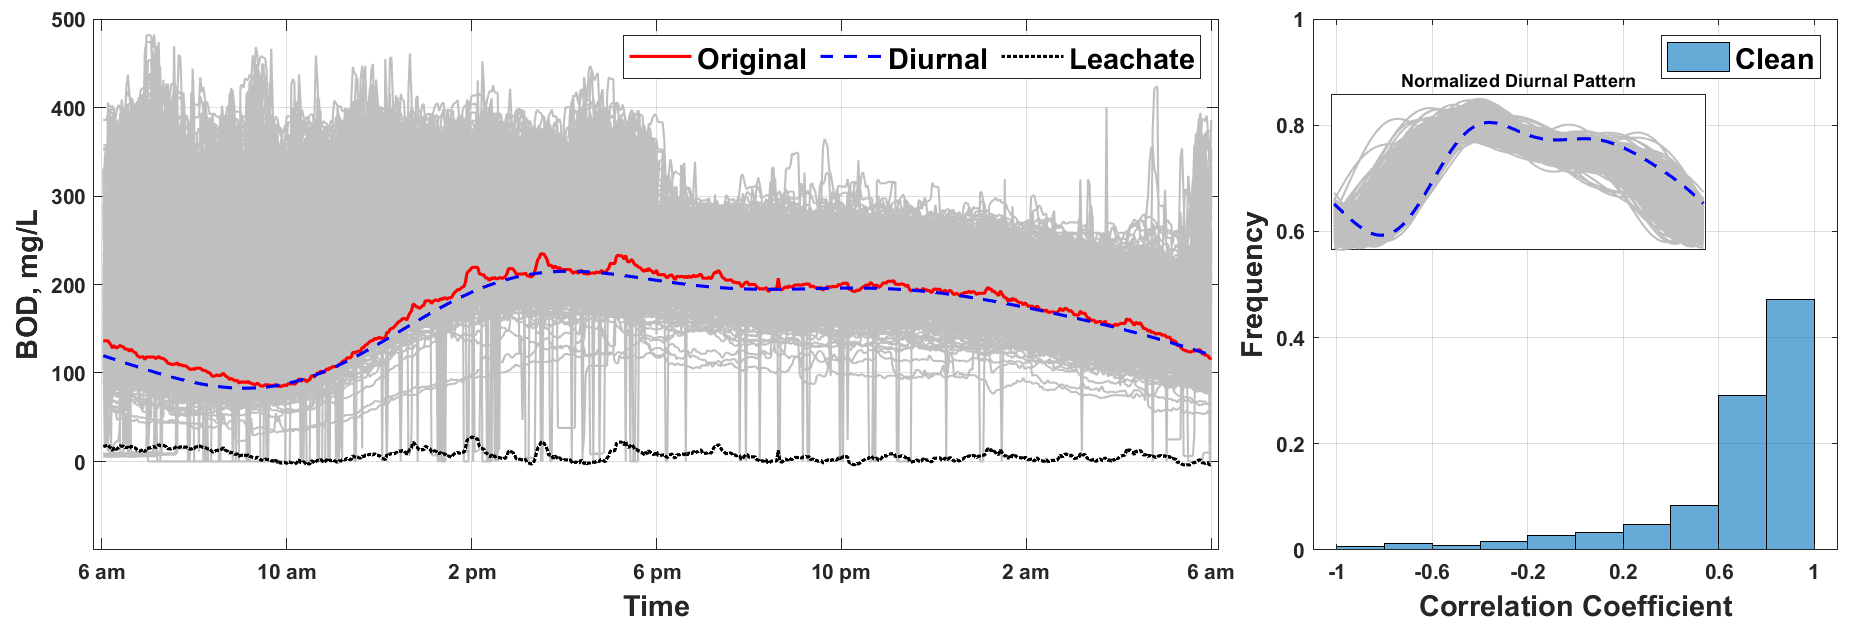 500
400
300
200
100
0
BOD, mg/L
Original
Diurnal
Leachate
6 am
10 am
2 pm
6 pm
10 pm
2 am
6 am
Time
1
0.8
0.6
0.4
0.2
0
Frequency
Clean
Normalized Diurnal Pattern
-1
-0.6
-0.2
0.2
0.6
1
Correlation Coefficient